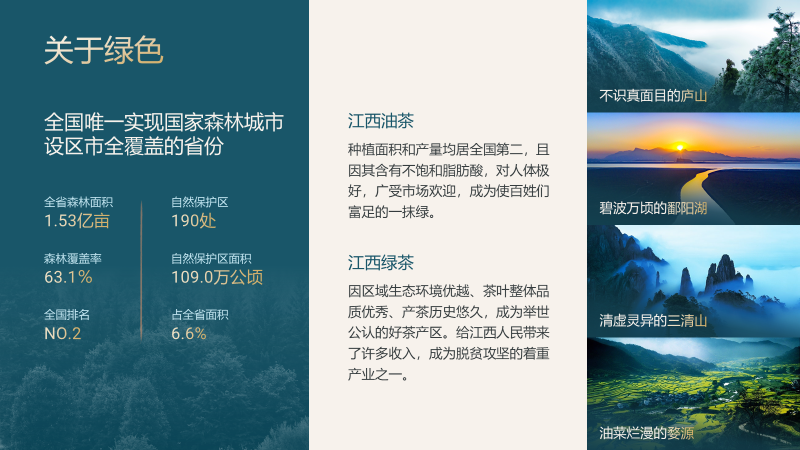 关于绿色
全国唯一实现国家森林城市
设区市全覆盖的省份
全省森林面积
1.53亿亩
自然保护区
190处
森林覆盖率
63.1%
自然保护区面积
109.0万公顷
全国排名
NO.2
占全省面积
6.6%
江西油茶
种植面积和产量均居全国第二，且
因其含有不饱和脂肪酸，对人体极
好，广受市场欢迎，成为使百姓们
富足的一抹绿。
江西绿茶
因区域生态环境优越、茶叶整体品
质优秀、产茶历史悠久，成为举世
公认的好茶产区。给江西人民带来
了许多收入，成为脱贫攻坚的着重
产业之一。
不识真面目的庐山
碧波万顷的鄱阳湖
清虚灵异的三清山
油菜烂漫的婺源